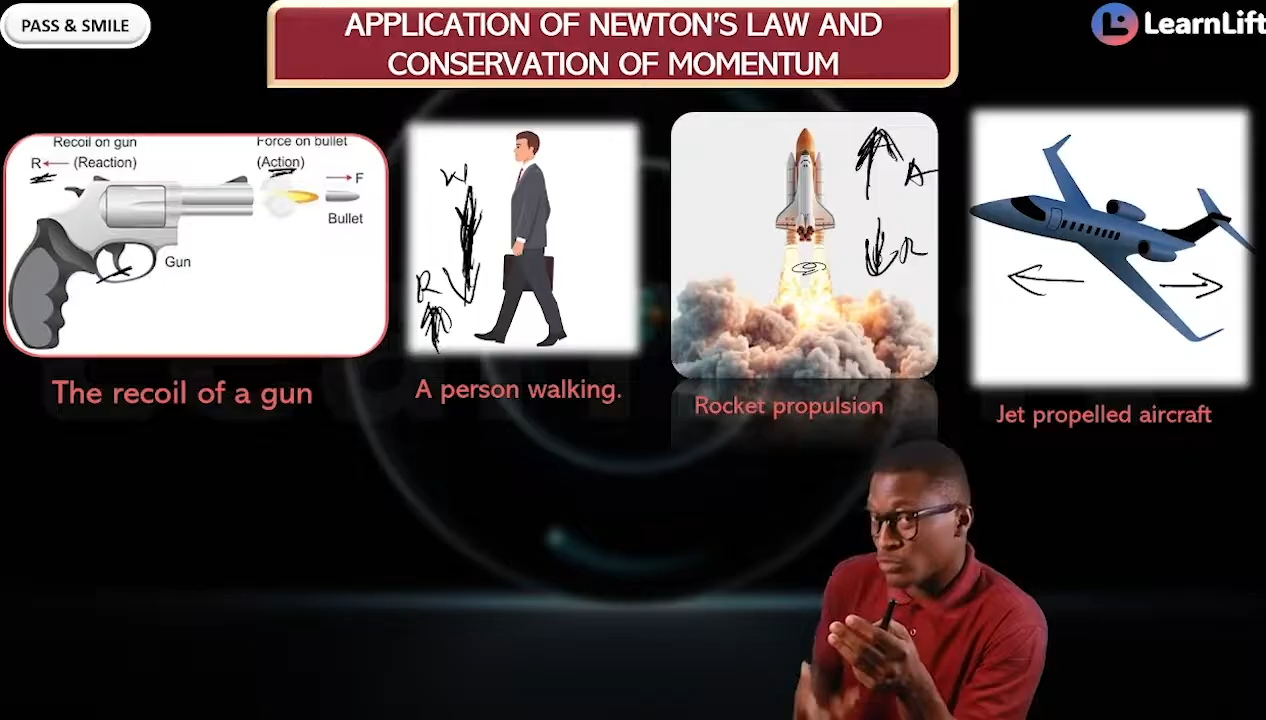 PASS & SMILE
APPLICATION OF NEWTON'S LAW AND
CONSERVATION OF MOMENTUM
LearnLift
Recoil on gun
R (Reaction)
Force on bullet
(Action)
F
Bullet
Gun
The recoil of a gun
W
R
A person walking.
A
R
Rocket propulsion
Jet propelled aircraft